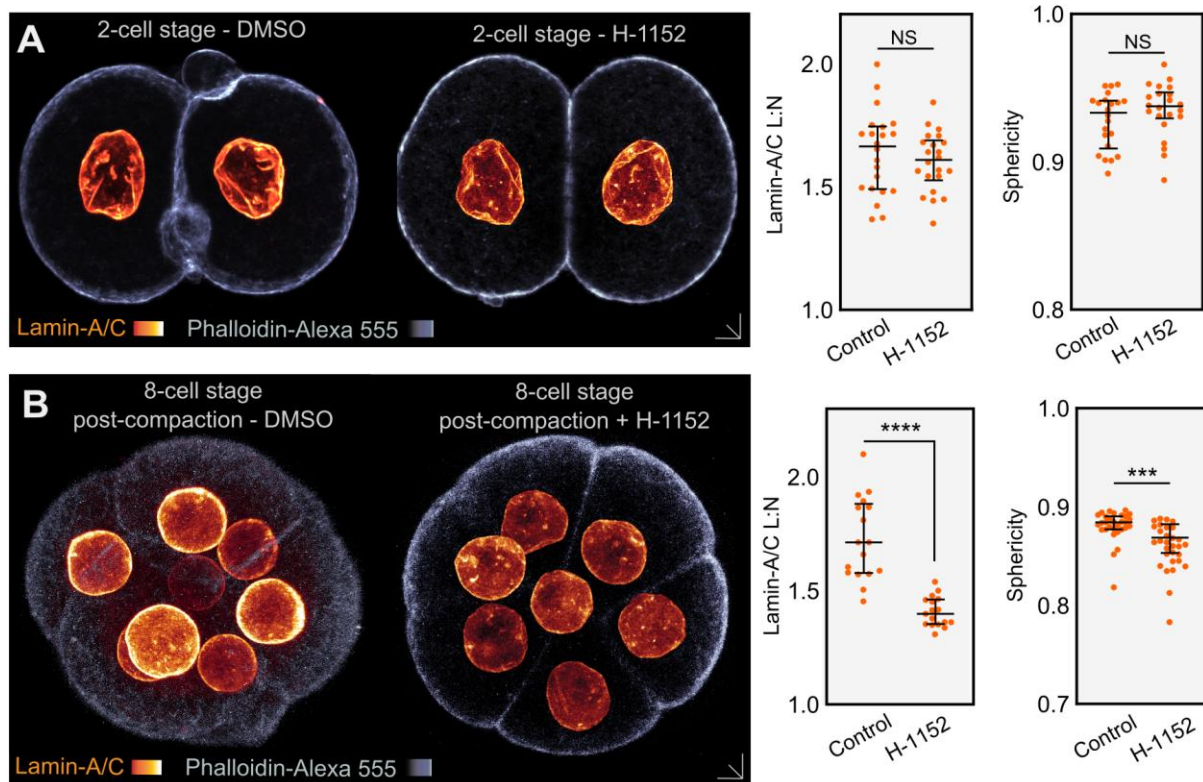 A
2-cell stage - DMSO
2-cell stage - H-1152
Lamin-A/C
Phalloidin-Alexa 555
Lamin-A/C L:N
2.0
1.5
1.0
NS
Control
H-1152
Sphericity
1.0
0.9
0.8
NS
Control
H-1152
B
8-cell stage
post-compaction - DMSO
8-cell stage
post-compaction + H-1152
Lamin-A/C
Phalloidin-Alexa 555
Lamin-A/C L:N
2.0
1.5
1.0
****
Control
H-1152
Sphericity
1.0
0.9
0.8
0.7
***
Control
H-1152